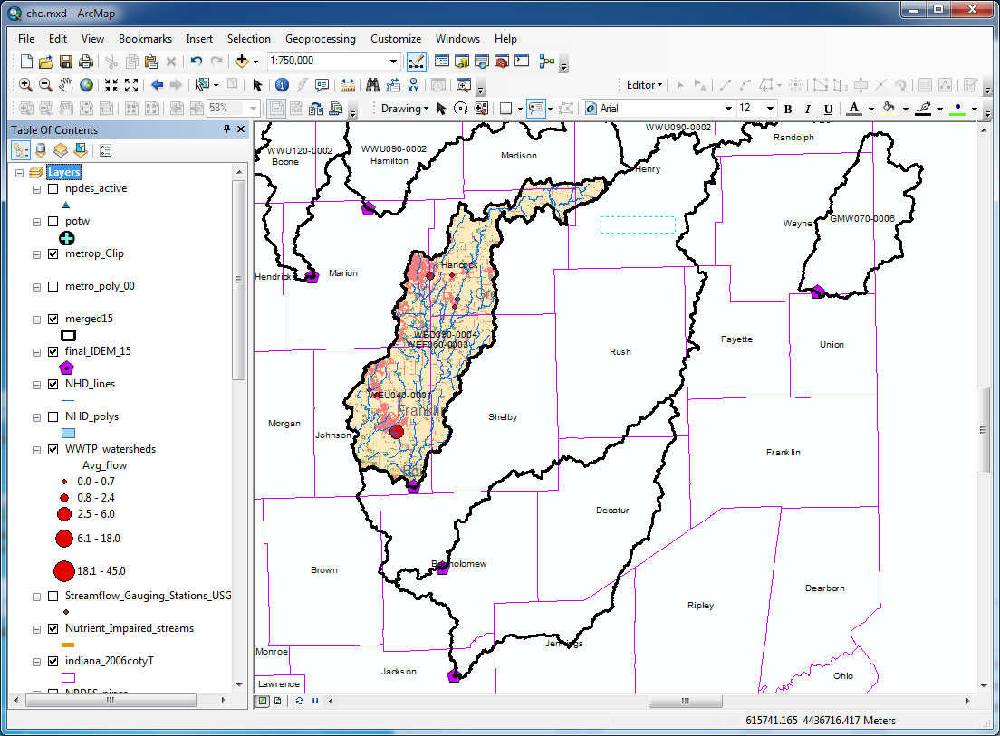 cho.mxd - ArcMap
File Edit View Bookmarks Insert Selection Geoprocessing Customize Windows Help
1:750,000
Editor
58%
Drawing
Arial
12
B I U A
Table Of Contents
Layers
npdes_active
potw
metrop_Clip
metro_poly_00
merged15
final_IDEM_15
NHD_lines
NHD_polys
WWTP_watersheds
Avg_flow
0.0 - 0.7
0.8 - 2.4
2.5 - 6.0
6.1 - 18.0
18.1 - 45.0
Streamflow_Gauging_Stations_USG
Nutrient_Impaired_streams
indiana_2006cotyT
WWU120-0002
Boone
WWU090-0002
Hamilton
Madison
WWU090-0002
Henry
Randolph
Wayne
GMW070-0006
Hendricks
Marion
Hancock
Gre
WED090-0004
WEF060-0003
Rush
Fayette
Union
WEU040-0001
Franklin
Morgan
Johnson
Shelby
Franklin
Decatur
Brown
Bartholomew
Ripley
Dearborn
Monroe
Jackson
Jennings
Lawrence
Ohio
615741.165 4436716.417 Meters